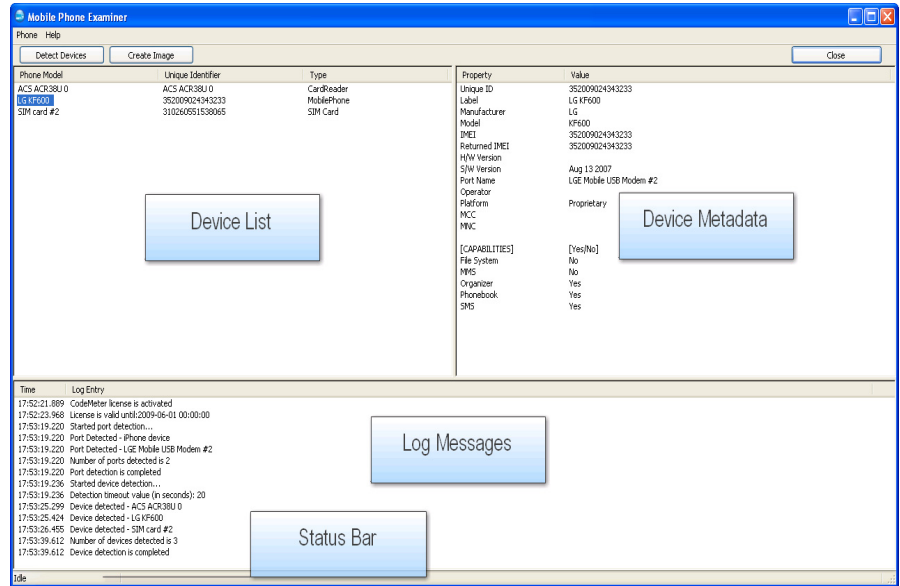 Mobile Phone Examiner
Phone Help
Detect Devices Create Image Close
Phone Model Unique Identifier Type
ACS ACR38U 0 ACS ACR38U 0 CardReader
LG KF600 352009024343233 MobilePhone
SIM card #2 310260551538065 SIM Card
Device List
Property Value
Unique ID 352009024343233
Label LG KF600
Manufacturer LG
Model KF600
IMEI 352009024343233
Returned IMEI 352009024343233
H/W Version
S/W Version Aug 13 2007
Port Name LGE Mobile USB Modem #2
Operator
Platform Proprietary
MCC
MNC
Device Metadata
[CAPABILITIES] [Yes/No]
File System No
MMS No
Organizer Yes
Phonebook Yes
SMS Yes
Time Log Entry
17:52:21.889 CodeMeter license is activated
17:52:23.968 License is valid until:2009-06-01 00:00:00
17:53:19.220 Started port detection...
17:53:19.220 Port Detected - iPhone device
17:53:19.220 Port Detected - LGE Mobile USB Modem #2
17:53:19.220 Number of ports detected is 2
17:53:19.220 Port detection is completed
17:53:19.236 Started device detection...
17:53:19.236 Detection timeout value (in seconds): 20
17:53:25.299 Device detected - ACS ACR38U 0
17:53:25.424 Device detected - LG KF600
17:53:26.455 Device detected - SIM card #2
17:53:39.612 Number of devices detected is 3
17:53:39.612 Device detection is completed
Log Messages
Status Bar
Idle